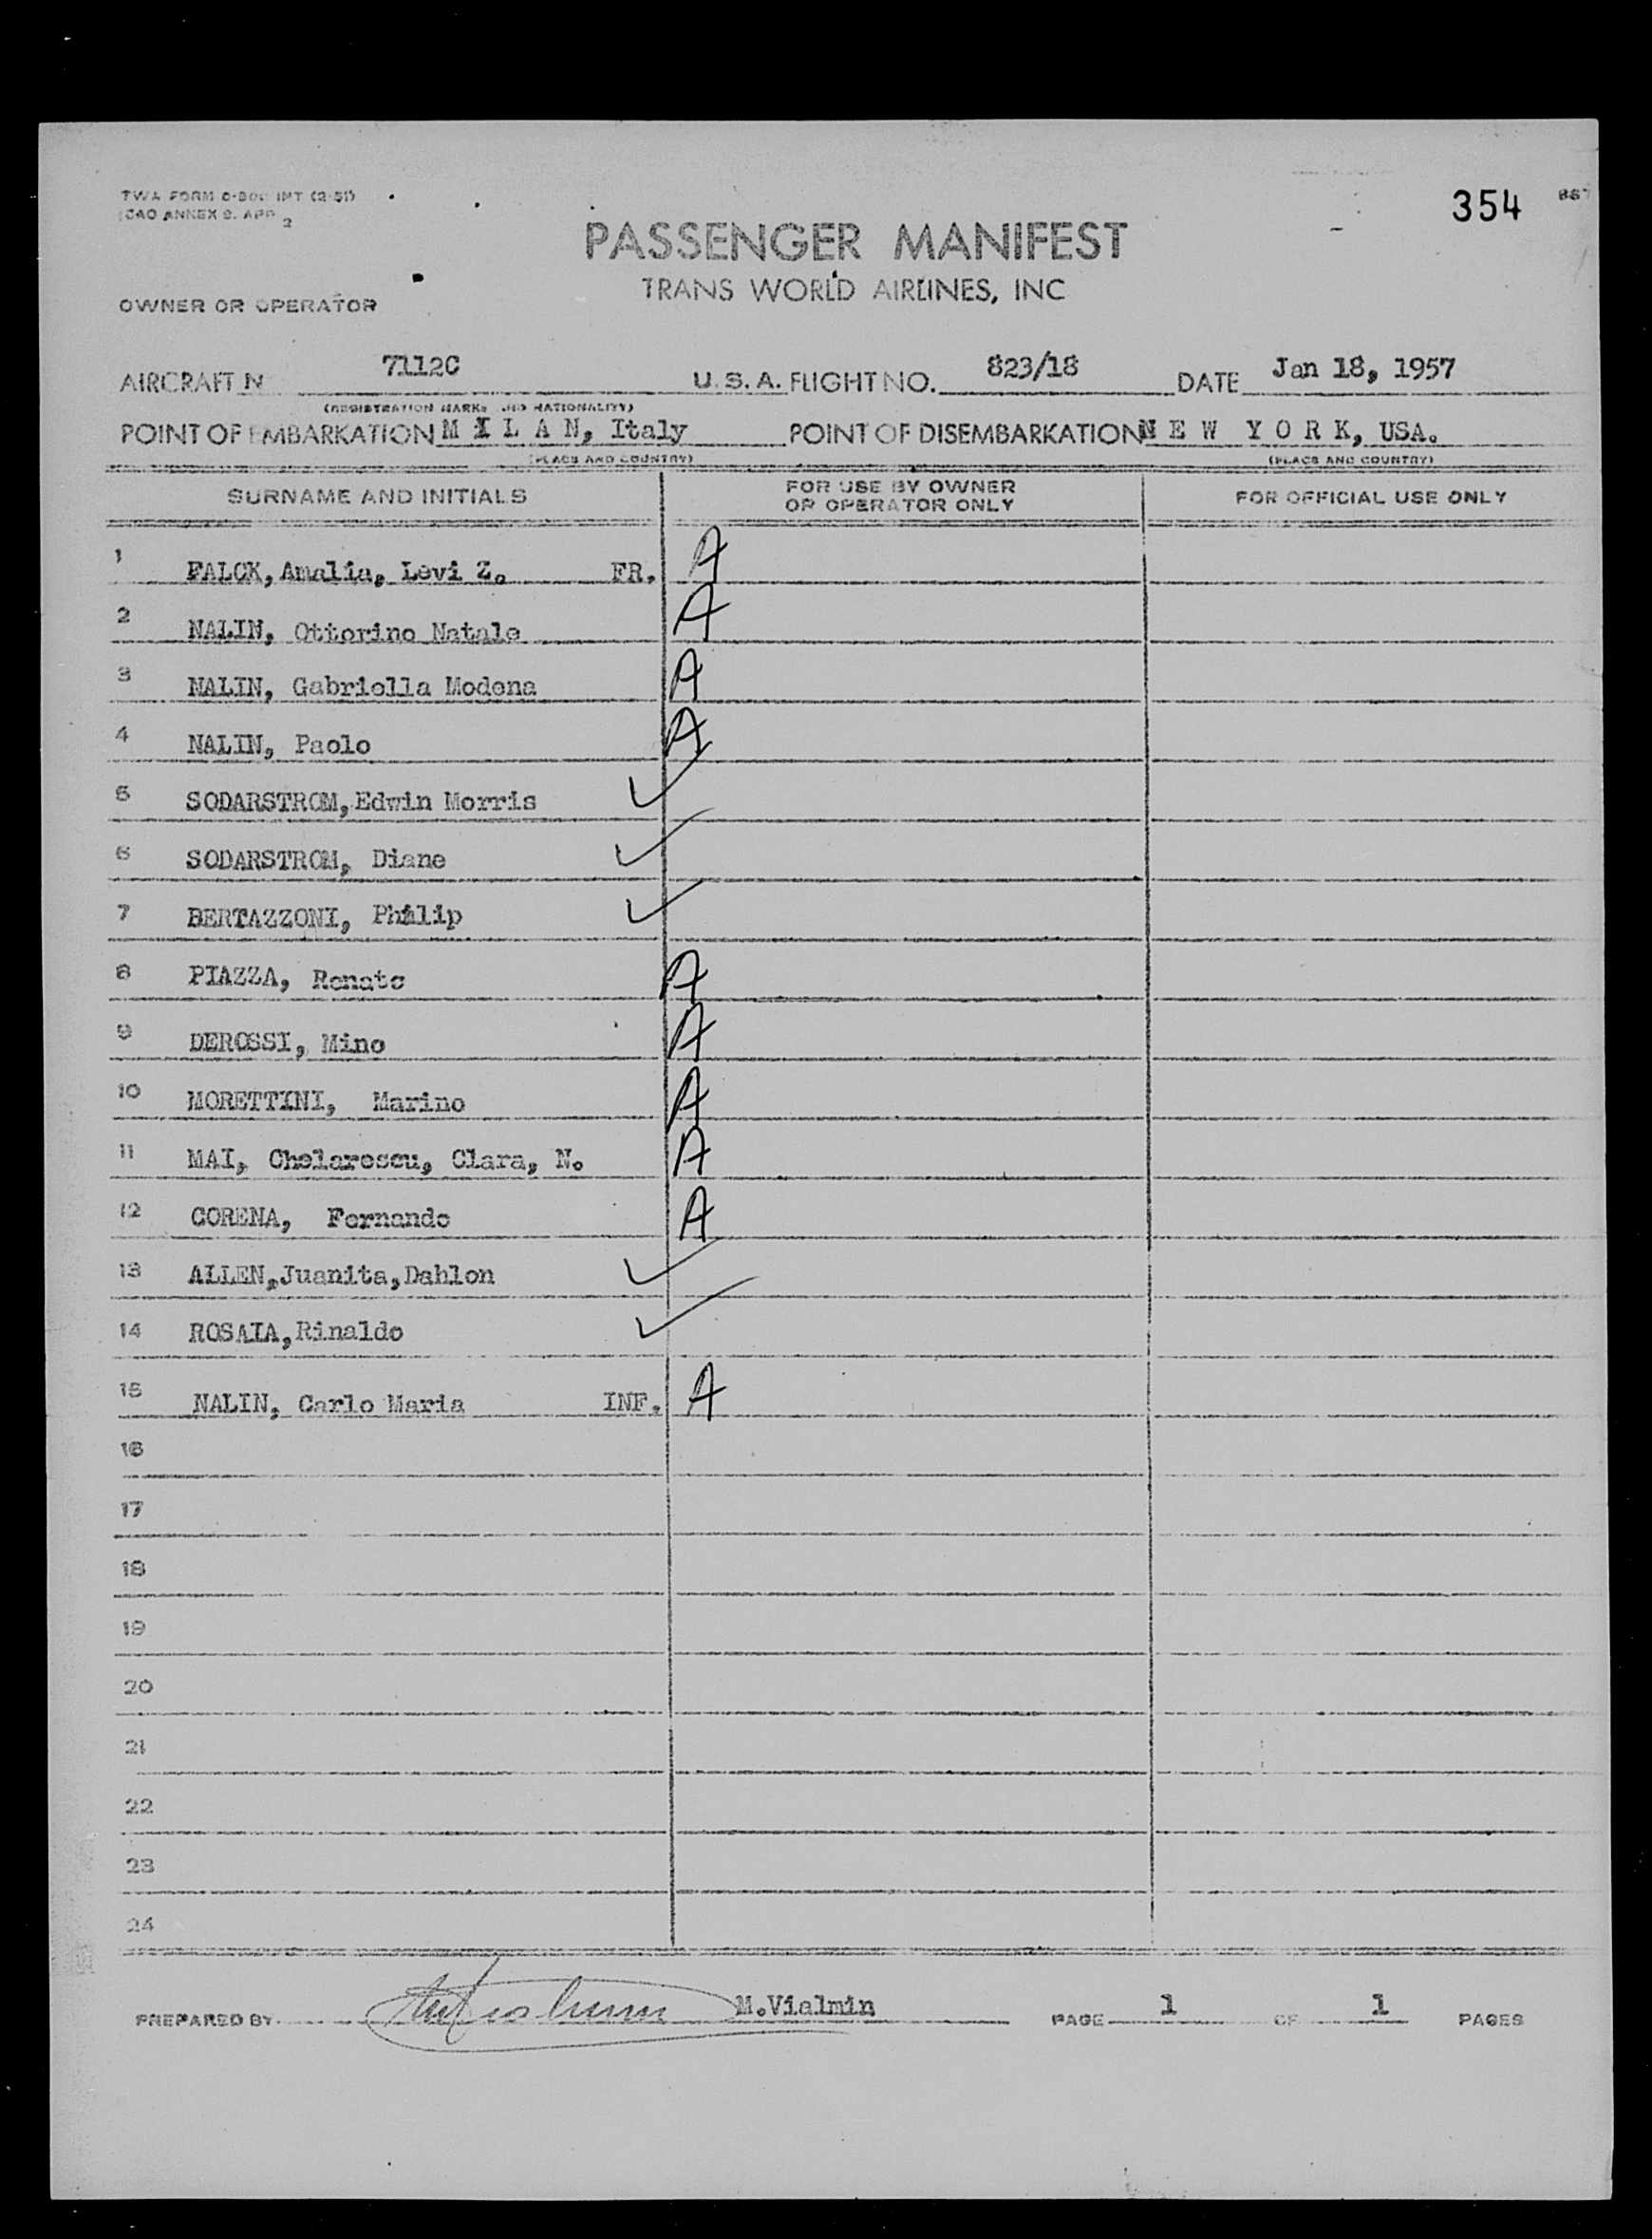 TWA FORM O-800 INT (2-51)
ICAO ANNEX 9. APP 2
354
PASSENGER MANIFEST
TRANS WORLD AIRLINES, INC
OWNER OR OPERATOR
AIRCRAFT N 7112C U.S.A. FLIGHT NO. 823/18 DATE Jan 18, 1957
(REGISTRATION MARKS AND NATIONALITY)
POINT OF EMBARKATION M I L A N, Italy POINT OF DISEMBARKATION N E W Y O R K, USA.
(PLACE AND COUNTRY) (PLACE AND COUNTRY)
SURNAME AND INITIALS FOR USE BY OWNER OR OPERATOR ONLY FOR OFFICIAL USE ONLY
1 FALCK, Amalia, Levi Z. FR. A
2 NALIN, Ottorino Natale A
3 NALIN, Gabriella Modena A
4 NALIN, Paolo A
5 SODARSTROM, Edwin Morris ✓
6 SODARSTROM, Diane ✓
7 BERTAZZONI, Philip ✓
8 PIAZZA, Renato A
9 DEROSSI, Mino A
10 MORETTINI, Marino A
11 MAI, Chelarescu, Clara, N. A
12 CORENA, Fernando A
13 ALLEN, Juanita, Dahlon ✓
14 ROSAIA, Rinaldo ✓
15 NALIN, Carlo Maria INF. A
16
17
18
19
20
21
22
23
24
PREPARED BY M.Vialmin PAGE 1 OF 1 PAGES